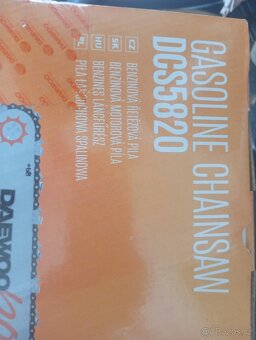 GASOLINE CHAINSAW
DCS5820
CZ BENZINOVÁ ŘETĚZOVÁ PILA
SK BENZÍNOVÁ MOTOROVÁ PÍLA
HU BENZINES LÁNCFŰRÉSZ
PL PIŁA ŁAŃCUCHOWA SPALINOWA
DAEWOO